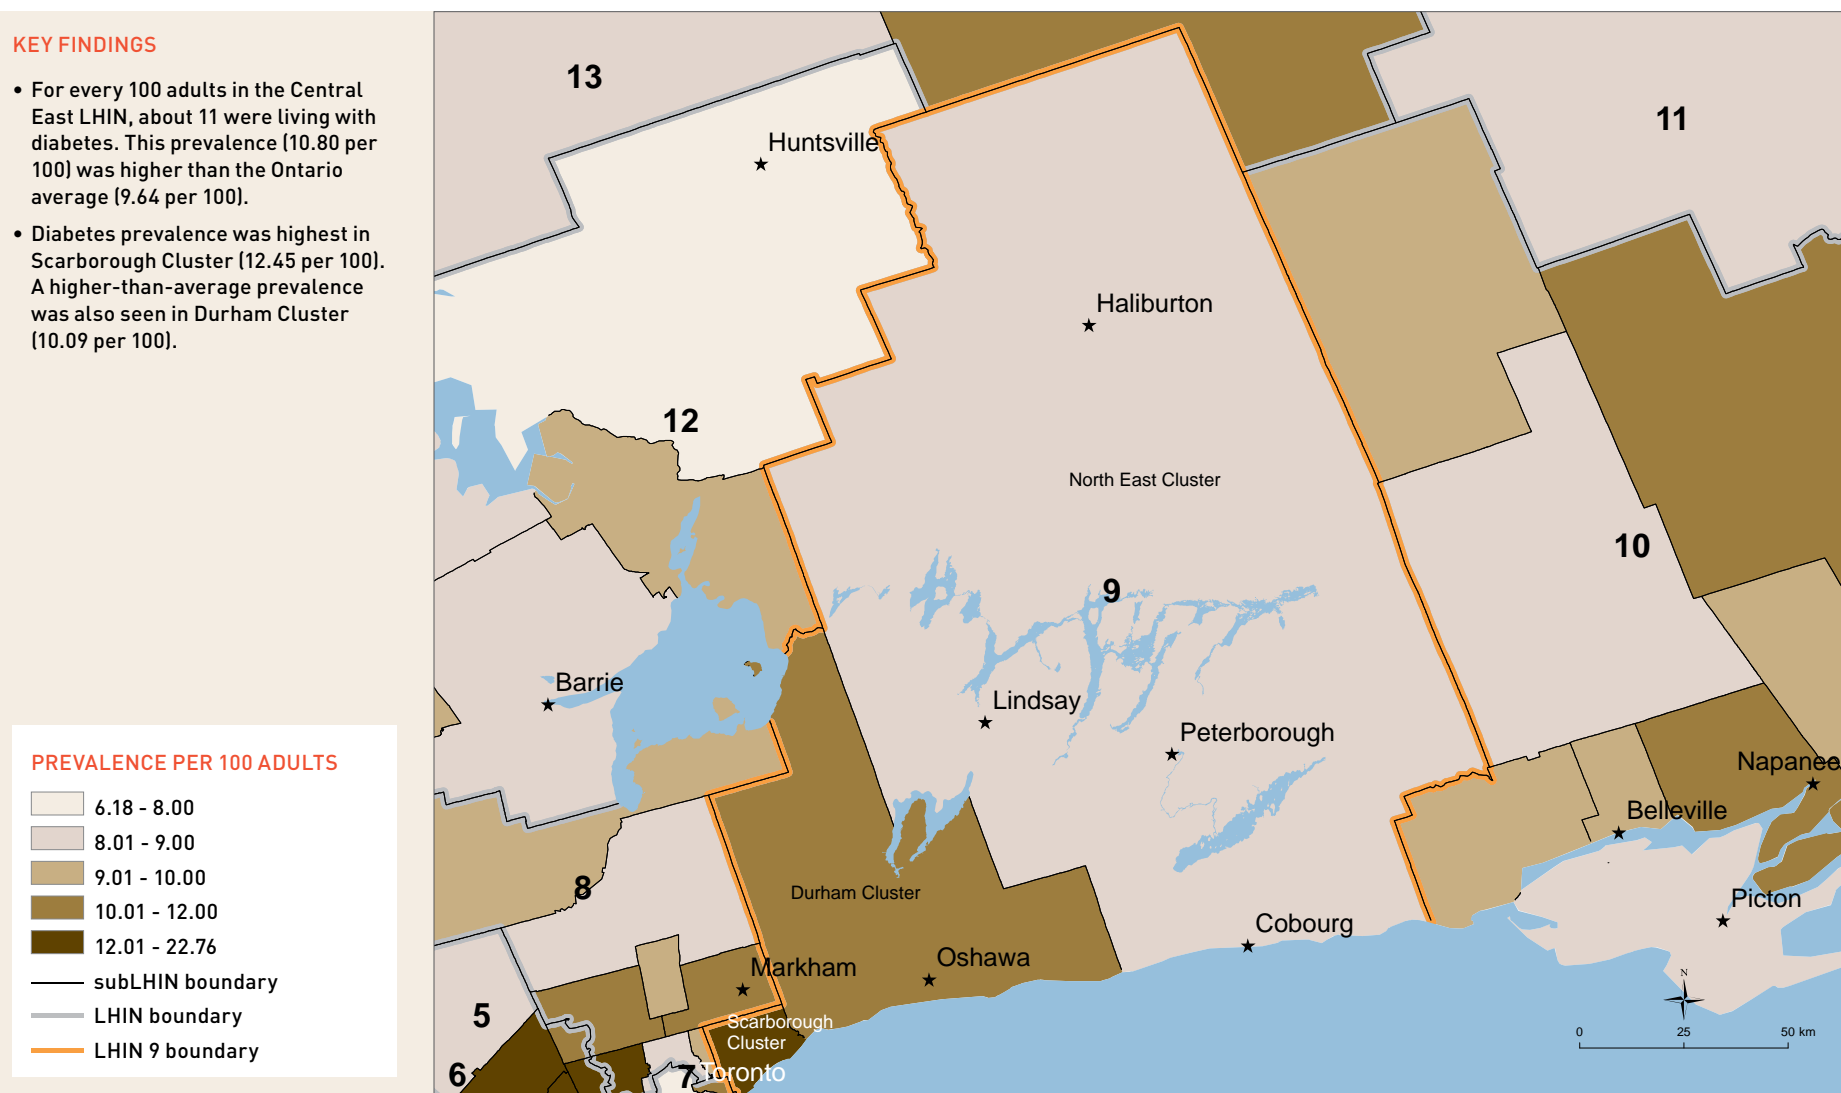 KEY FINDINGS
• For every 100 adults in the Central
East LHIN, about 11 were living with
diabetes. This prevalence (10.80 per
100) was higher than the Ontario
average (9.64 per 100).
• Diabetes prevalence was highest in
Scarborough Cluster (12.45 per 100).
A higher-than-average prevalence
was also seen in Durham Cluster
(10.09 per 100).
PREVALENCE PER 100 ADULTS
6.18 - 8.00
8.01 - 9.00
9.01 - 10.00
10.01 - 12.00
12.01 - 22.76
subLHIN boundary
LHIN boundary
LHIN 9 boundary
13
11
Huntsville
Haliburton
12
North East Cluster
10
9
Barrie
Lindsay
Peterborough
Napanee
Belleville
8
Durham Cluster
Picton
Cobourg
Oshawa
Markham
N
5
Scarborough
Cluster
0 25 50 km
6
7
Toronto